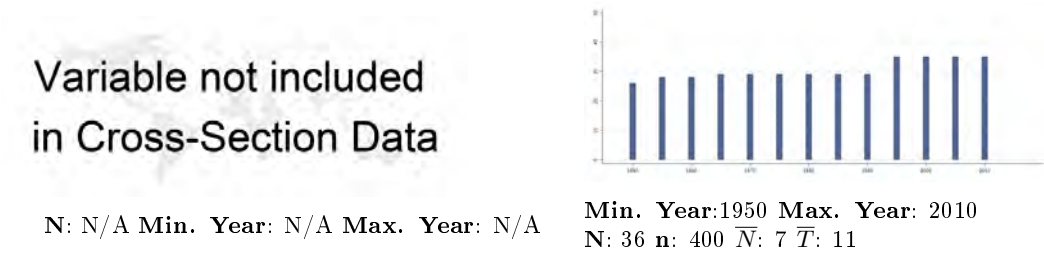 Variable not included
in Cross-Section Data
N: N/A Min. Year: N/A Max. Year: N/A
Min. Year:1950 Max. Year: 2010
N: 36 n: 400 N̅: 7 T̅: 11